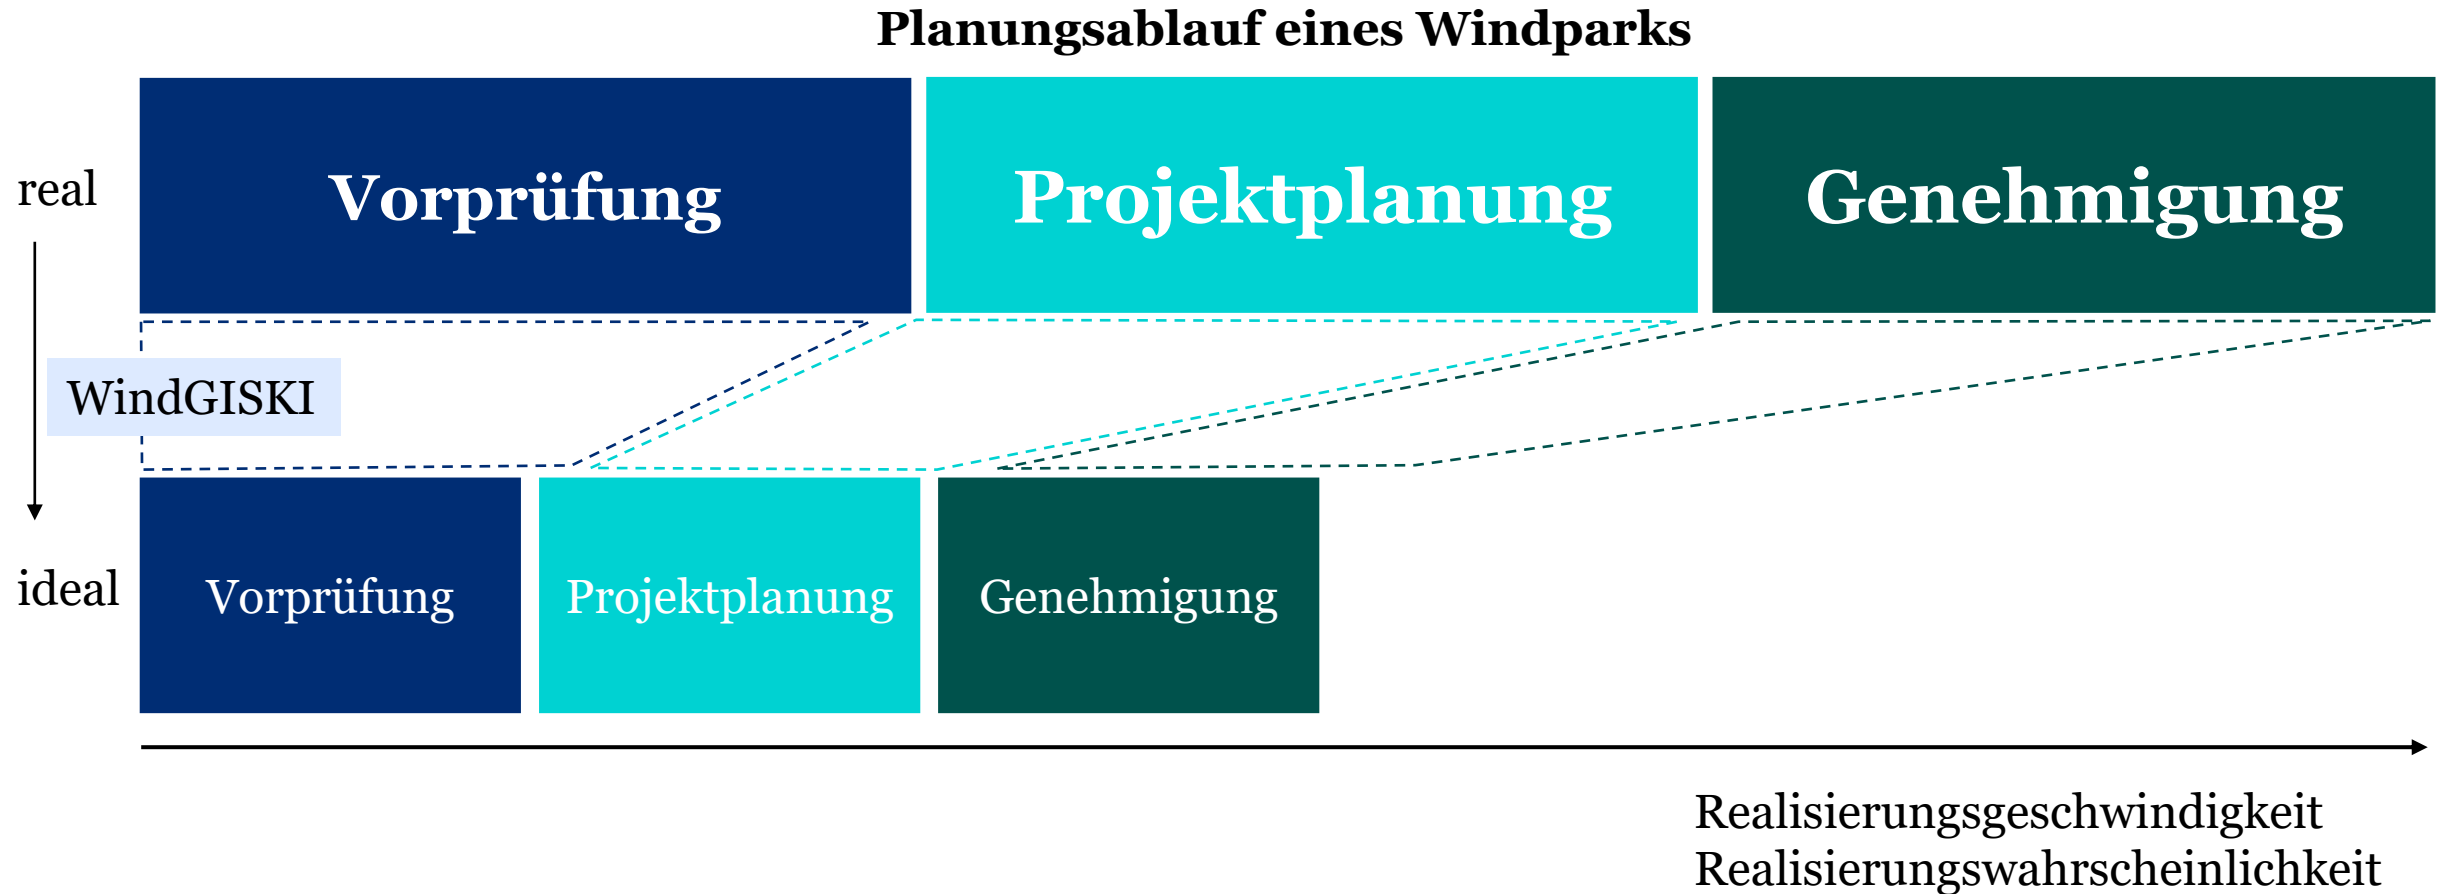 Planungsablauf eines Windparks
real
Vorprüfung
Projektplanung
Genehmigung
WindGISKI
ideal
Vorprüfung
Projektplanung
Genehmigung
Realisierungsgeschwindigkeit
Realisierungswahrscheinlichkeit